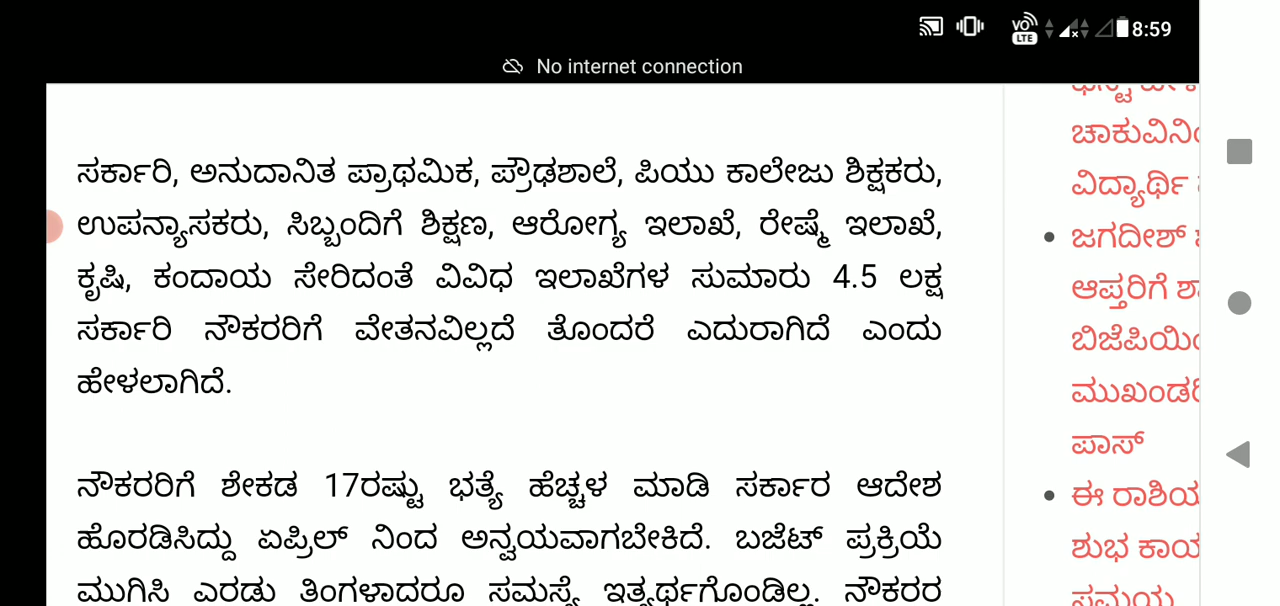 8:59
No internet connection
ಸರ್ಕಾರಿ, ಅನುದಾನಿತ ಪ್ರಾಥಮಿಕ, ಪ್ರೌಢಶಾಲೆ, ಪಿಯು ಕಾಲೇಜು ಶಿಕ್ಷಕರು,
ಉಪನ್ಯಾಸಕರು, ಸಿಬ್ಬಂದಿಗೆ ಶಿಕ್ಷಣ, ಆರೋಗ್ಯ ಇಲಾಖೆ, ರೇಷ್ಮೆ ಇಲಾಖೆ,
ಕೃಷಿ, ಕಂದಾಯ ಸೇರಿದಂತೆ ವಿವಿಧ ಇಲಾಖೆಗಳ ಸುಮಾರು 4.5 ಲಕ್ಷ
ಸರ್ಕಾರಿ ನೌಕರರಿಗೆ ವೇತನವಿಲ್ಲದೆ ತೊಂದರೆ ಎದುರಾಗಿದೆ ಎಂದು
ಹೇಳಲಾಗಿದೆ.
ನೌಕರರಿಗೆ ಶೇಕಡ 17ರಷ್ಟು ಭತ್ಯೆ ಹೆಚ್ಚಳ ಮಾಡಿ ಸರ್ಕಾರ ಆದೇಶ
ಹೊರಡಿಸಿದ್ದು ಏಪ್ರಿಲ್ ನಿಂದ ಅನ್ವಯವಾಗಬೇಕಿದೆ. ಬಜೆಟ್ ಪ್ರಕ್ರಿಯೆ
ಮುಗಿಸಿ ಎರಡು ತಿಂಗಳಾದರೂ ಸಮಸ್ಯೆ ಇತ್ಯರ್ಥಗೊಂಡಿಲ್ಲ. ನೌಕರರ
ವಿದ್ಯಾರ್ಥಿ
ಜಗದೀಶ್
ಆಪ್ತರಿಗೆ
ಪಾಸ್
ಈ
ಶುಭ